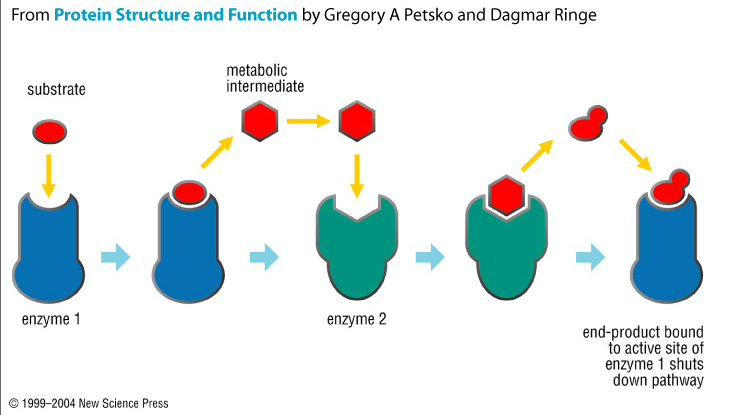 From Protein Structure and Function by Gregory A Petsko and Dagmar Ringe
substrate
metabolic
intermediate
enzyme 1
enzyme 2
end-product bound
to active site of
enzyme 1 shuts
down pathway
© 1999–2004 New Science Press